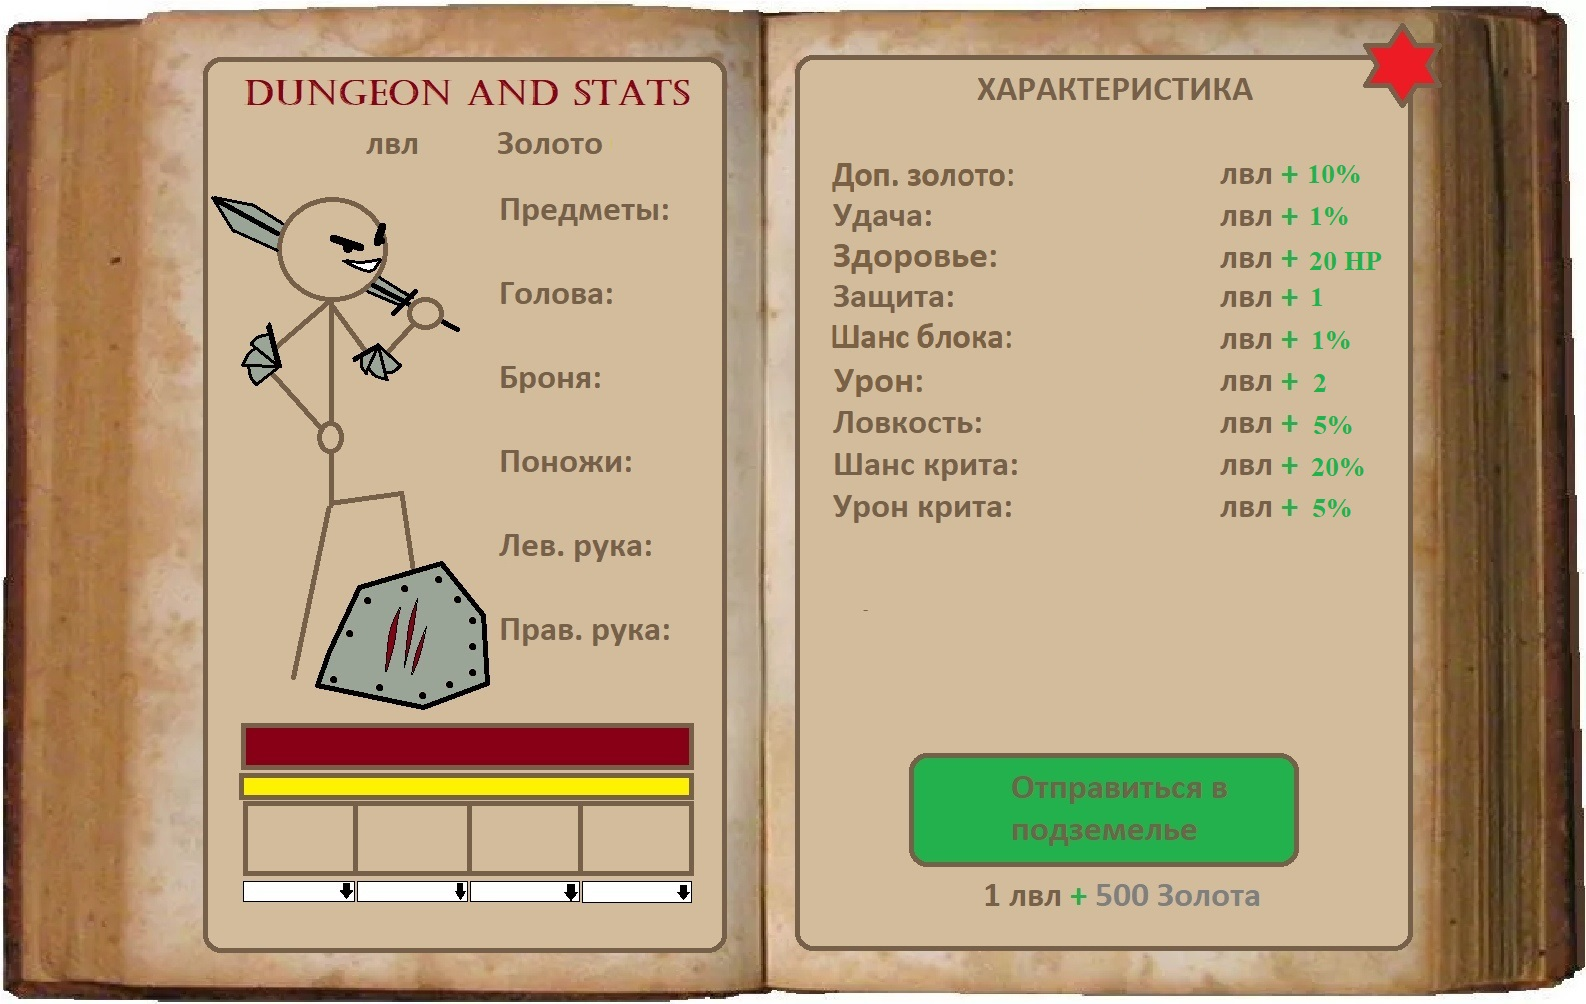 DUNGEON AND STATS
лвл Золото
Предметы:
Голова:
Броня:
Поножи:
Лев. рука:
Прав. рука:
ХАРАКТЕРИСТИКА
Доп. золото: лвл + 10%
Удача: лвл + 1%
Здоровье: лвл + 20 HP
Защита: лвл + 1
Шанс блока: лвл + 1%
Урон: лвл + 2
Ловкость: лвл + 5%
Шанс крита: лвл + 20%
Урон крита: лвл + 5%
Отправиться в
подземелье
1 лвл + 500 Золота